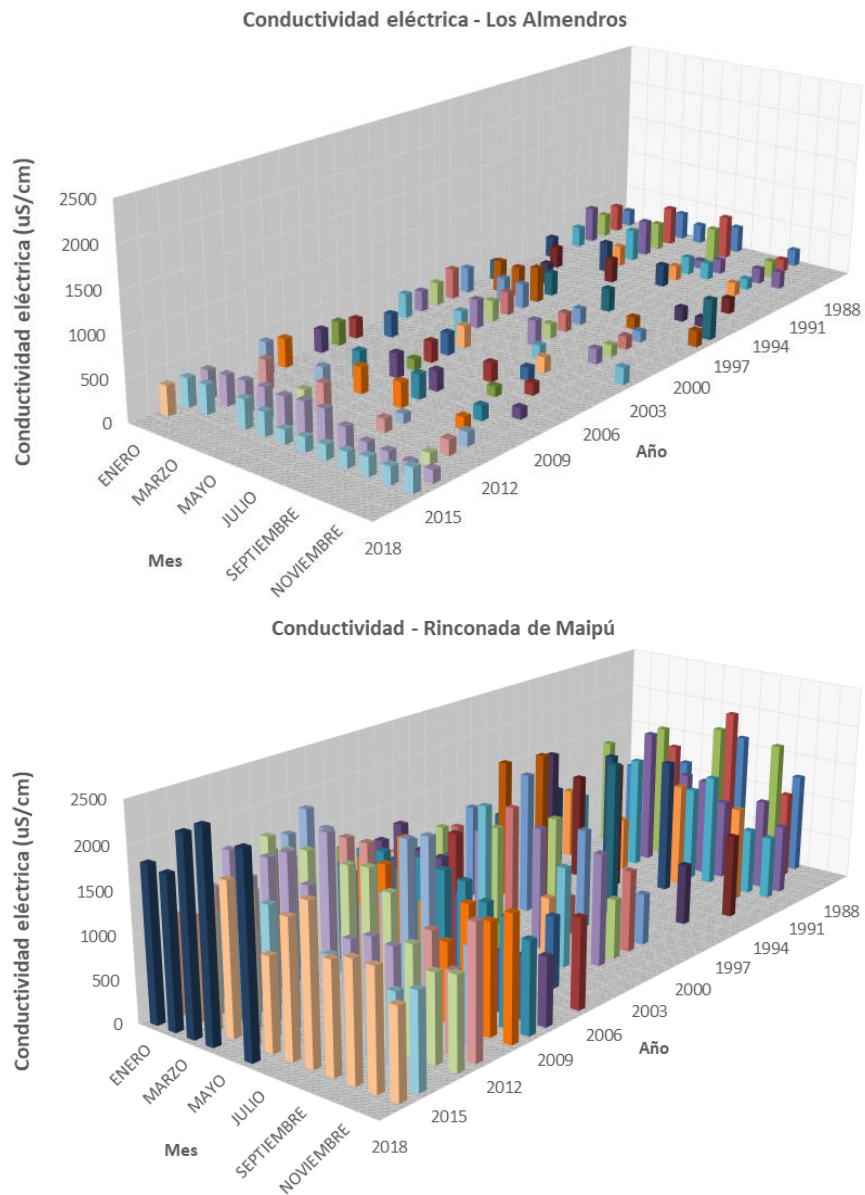 Conductividad eléctrica - Los Almendros
Conductividad eléctrica (uS/cm)
2500
2000
1500
1000
500
0
ENERO
MARZO
MAYO
JULIO
SEPTIEMBRE
NOVIEMBRE
Mes
2018
2015
2012
2009
2006
2003
2000
1997
1994
1991
1988
Año
Conductividad - Rinconada de Maipú
Conductividad eléctrica (uS/cm)
2500
2000
1500
1000
500
0
ENERO
MARZO
MAYO
JULIO
SEPTIEMBRE
NOVIEMBRE
Mes
2018
2015
2012
2009
2006
2003
2000
1997
1994
1991
1988
Año